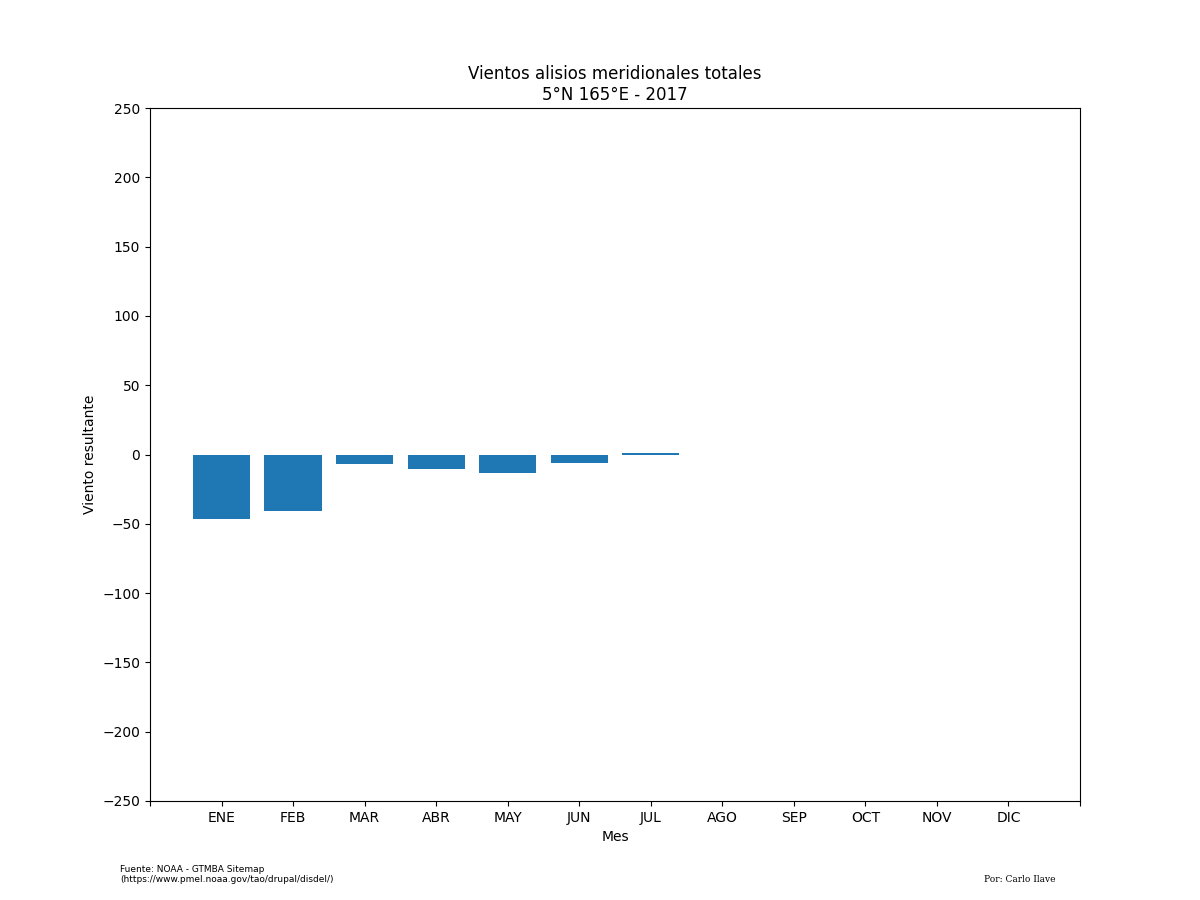 Vientos alisios meridionales totales
5°N 165°E - 2017
250
200
150
100
50
0
−50
−100
−150
−200
−250
Viento resultante
ENE FEB MAR ABR MAY JUN JUL AGO SEP OCT NOV DIC
Mes
Fuente: NOAA - GTMBA Sitemap
(https://www.pmel.noaa.gov/tao/drupal/disdel/)
Por: Carlo Ilave